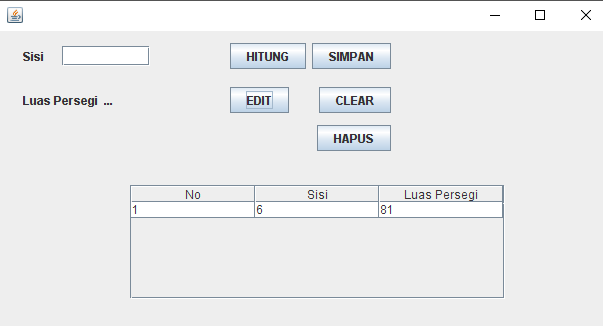 Sisi HITUNG SIMPAN
Luas Persegi ... EDIT CLEAR
HAPUS
No Sisi Luas Persegi
1 6 81